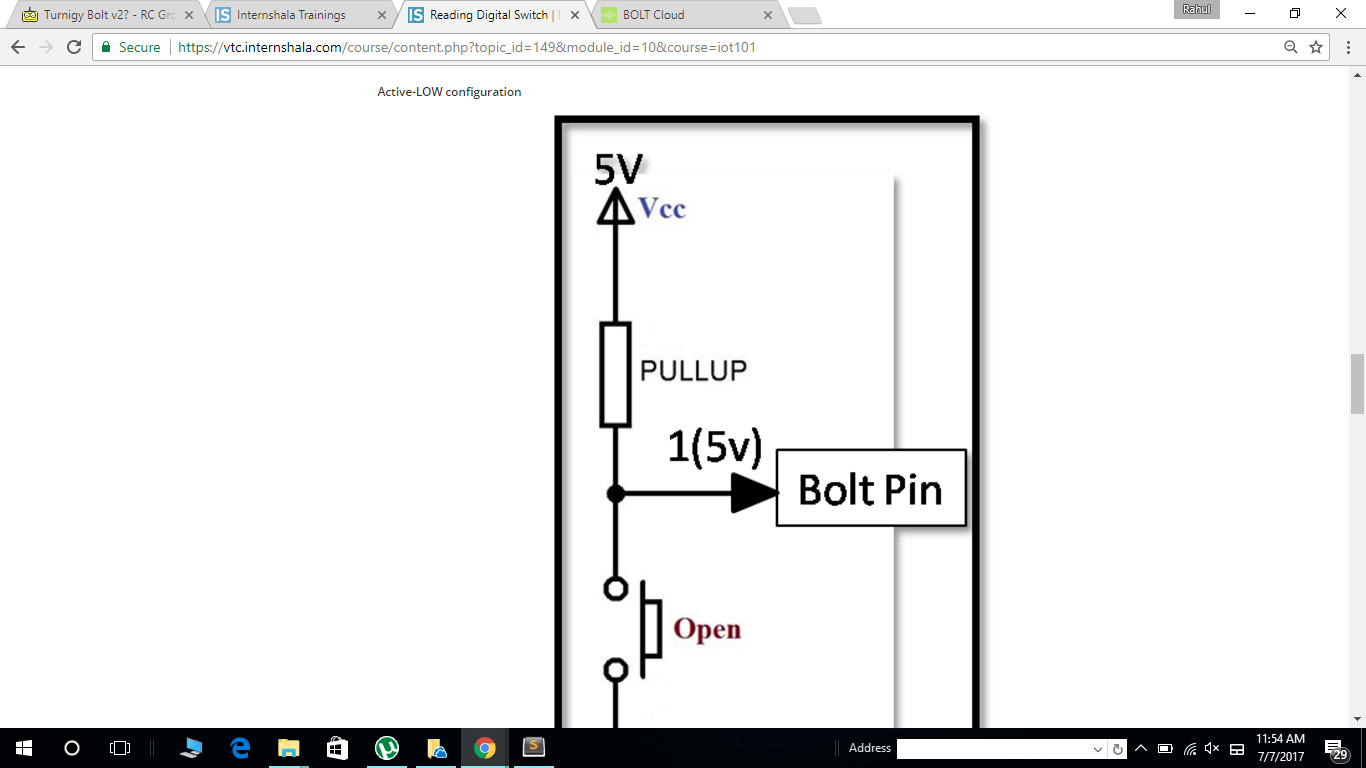 Turnigy Bolt v2? - RC Gro
Internshala Trainings
Reading Digital Switch |
BOLT Cloud
Rahul
Secure
https://vtc.internshala.com/course/content.php?topic_id=149&module_id=10&course=iot101
Active-LOW configuration
5V
Vcc
PULLUP
1(5v)
Bolt Pin
Open
Address
11:54 AM
7/7/2017
29